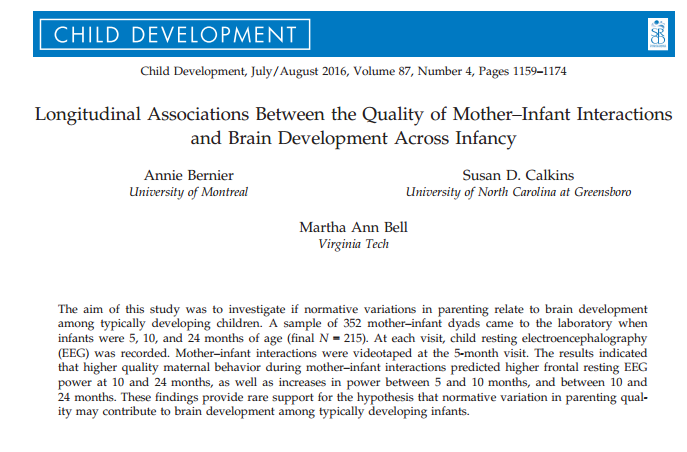 CHILD DEVELOPMENT
Child Development, July/August 2016, Volume 87, Number 4, Pages 1159–1174
Longitudinal Associations Between the Quality of Mother–Infant Interactions
and Brain Development Across Infancy
Annie Bernier
University of Montreal
Susan D. Calkins
University of North Carolina at Greensboro
Martha Ann Bell
Virginia Tech
The aim of this study was to investigate if normative variations in parenting relate to brain development
among typically developing children. A sample of 352 mother–infant dyads came to the laboratory when
infants were 5, 10, and 24 months of age (final N = 215). At each visit, child resting electroencephalography
(EEG) was recorded. Mother–infant interactions were videotaped at the 5-month visit. The results indicated
that higher quality maternal behavior during mother–infant interactions predicted higher frontal resting EEG
power at 10 and 24 months, as well as increases in power between 5 and 10 months, and between 10 and
24 months. These findings provide rare support for the hypothesis that normative variation in parenting qual-
ity may contribute to brain development among typically developing infants.